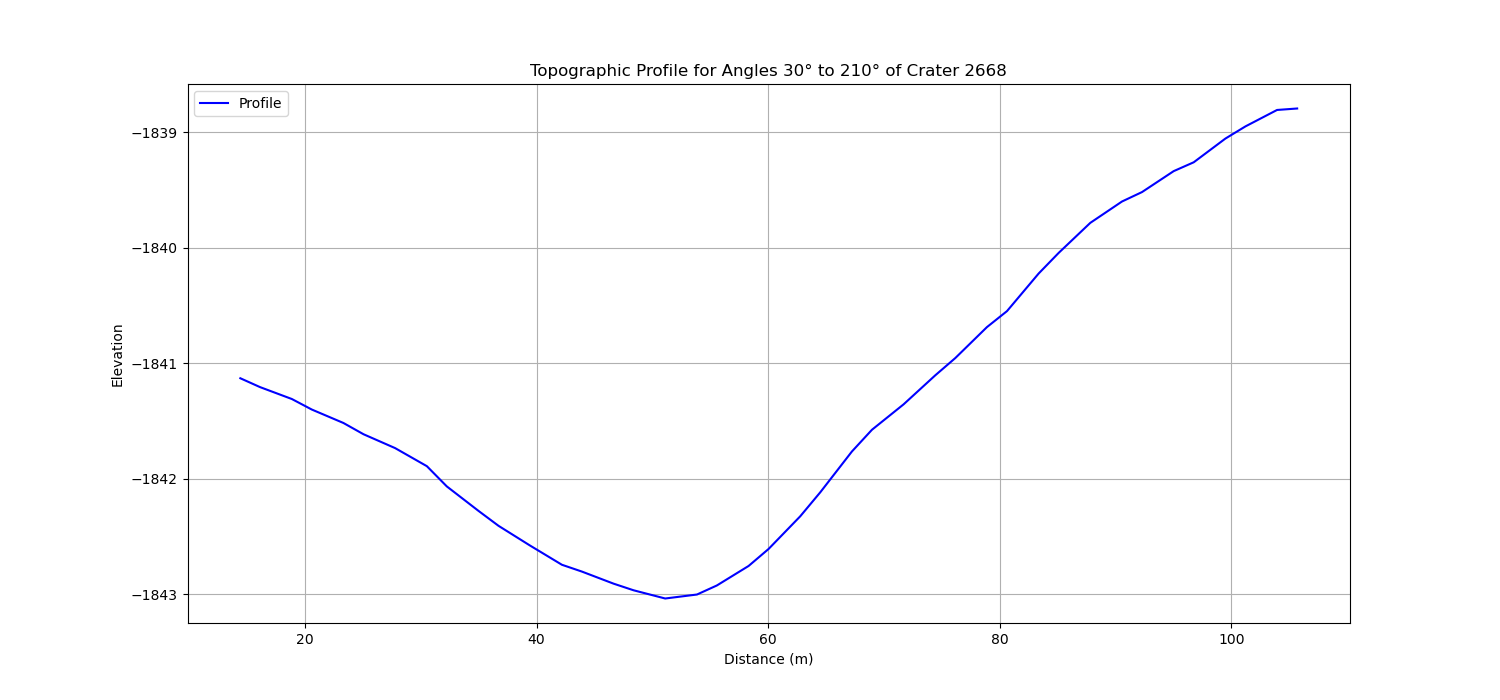 Topographic Profile for Angles 30° to 210° of Crater 2668
Profile
−1839
−1840
−1841
−1842
−1843
Elevation
20
40
60
80
100
Distance (m)